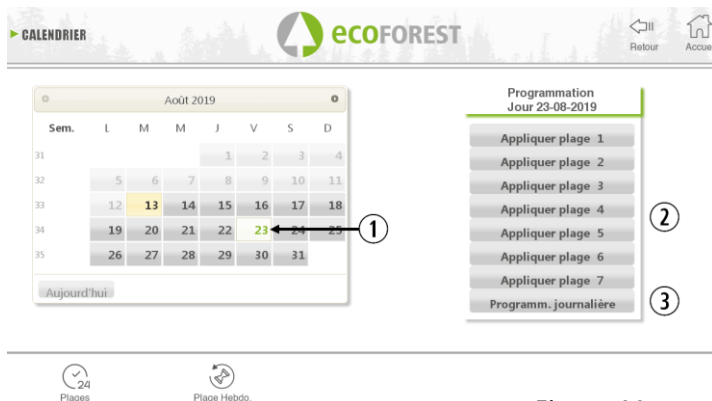 CALENDRIER
ecoFOREST
Retour
Accue
Août 2019
Sem. L M M J V S D
31 1 2 3 4
32 5 6 7 8 9 10 11
33 12 13 14 15 16 17 18
34 19 20 21 22 23 24 25
35 26 27 28 29 30 31
Aujourd'hui
1
Programmation
Jour 23-08-2019
Appliquer plage 1
Appliquer plage 2
Appliquer plage 3
Appliquer plage 4
Appliquer plage 5
Appliquer plage 6
Appliquer plage 7
Programm. journalière
2
3
24
Plages
Plage Hebdo.